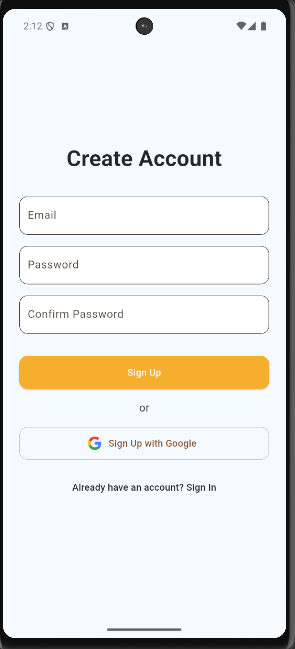 2:12
Create Account
Email
Password
Confirm Password
Sign Up
or
Sign Up with Google
Already have an account? Sign In